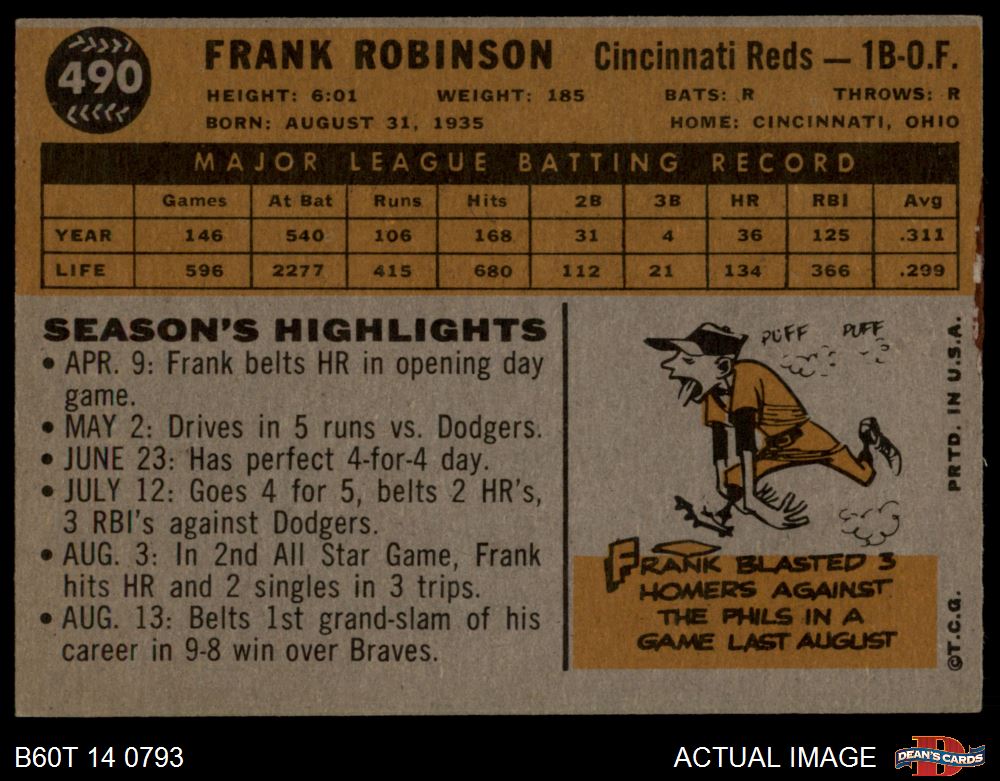 490
FRANK ROBINSON Cincinnati Reds — 1B-O.F.
HEIGHT: 6:01 WEIGHT: 185 BATS: R THROWS: R
BORN: AUGUST 31, 1935 HOME: CINCINNATI, OHIO
MAJOR LEAGUE BATTING RECORD
Games At Bat Runs Hits 2B 3B HR RBI Avg
YEAR 146 540 106 168 31 4 36 125 .311
LIFE 596 2277 415 680 112 21 134 366 .299
SEASON'S HIGHLIGHTS
• APR. 9: Frank belts HR in opening day
game.
• MAY 2: Drives in 5 runs vs. Dodgers.
• JUNE 23: Has perfect 4-for-4 day.
• JULY 12: Goes 4 for 5, belts 2 HR's,
3 RBI's against Dodgers.
• AUG. 3: In 2nd All Star Game, Frank
hits HR and 2 singles in 3 trips.
• AUG. 13: Belts 1st grand-slam of his
career in 9-8 win over Braves.
PUFF PUFF
FRANK BLASTED 3
HOMERS AGAINST
THE PHILS IN A
GAME LAST AUGUST
©T.C.G. PRTD. IN U.S.A.
B60T 14 0793 ACTUAL IMAGE
D
DEAN'S CARDS